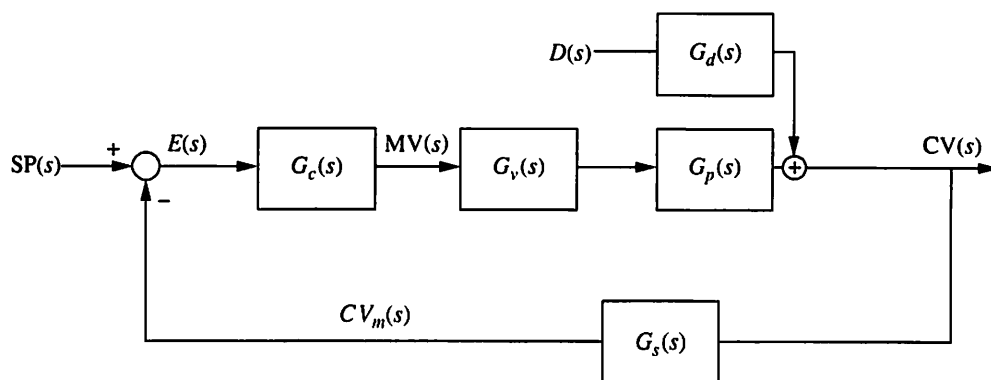 D(s)
G_d(s)
SP(s)
+
−
E(s)
G_c(s)
MV(s)
G_v(s)
G_p(s)
+
CV(s)
CV_m(s)
G_s(s)